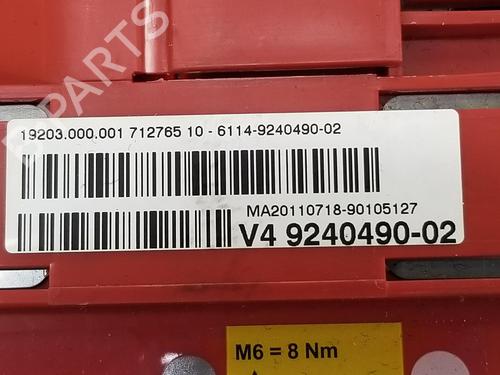 B-PARTS
19203.000.001 712765 10 - 6114-9240490-02
MA20110718-90105127
V4 9240490-02
M6 = 8 Nm